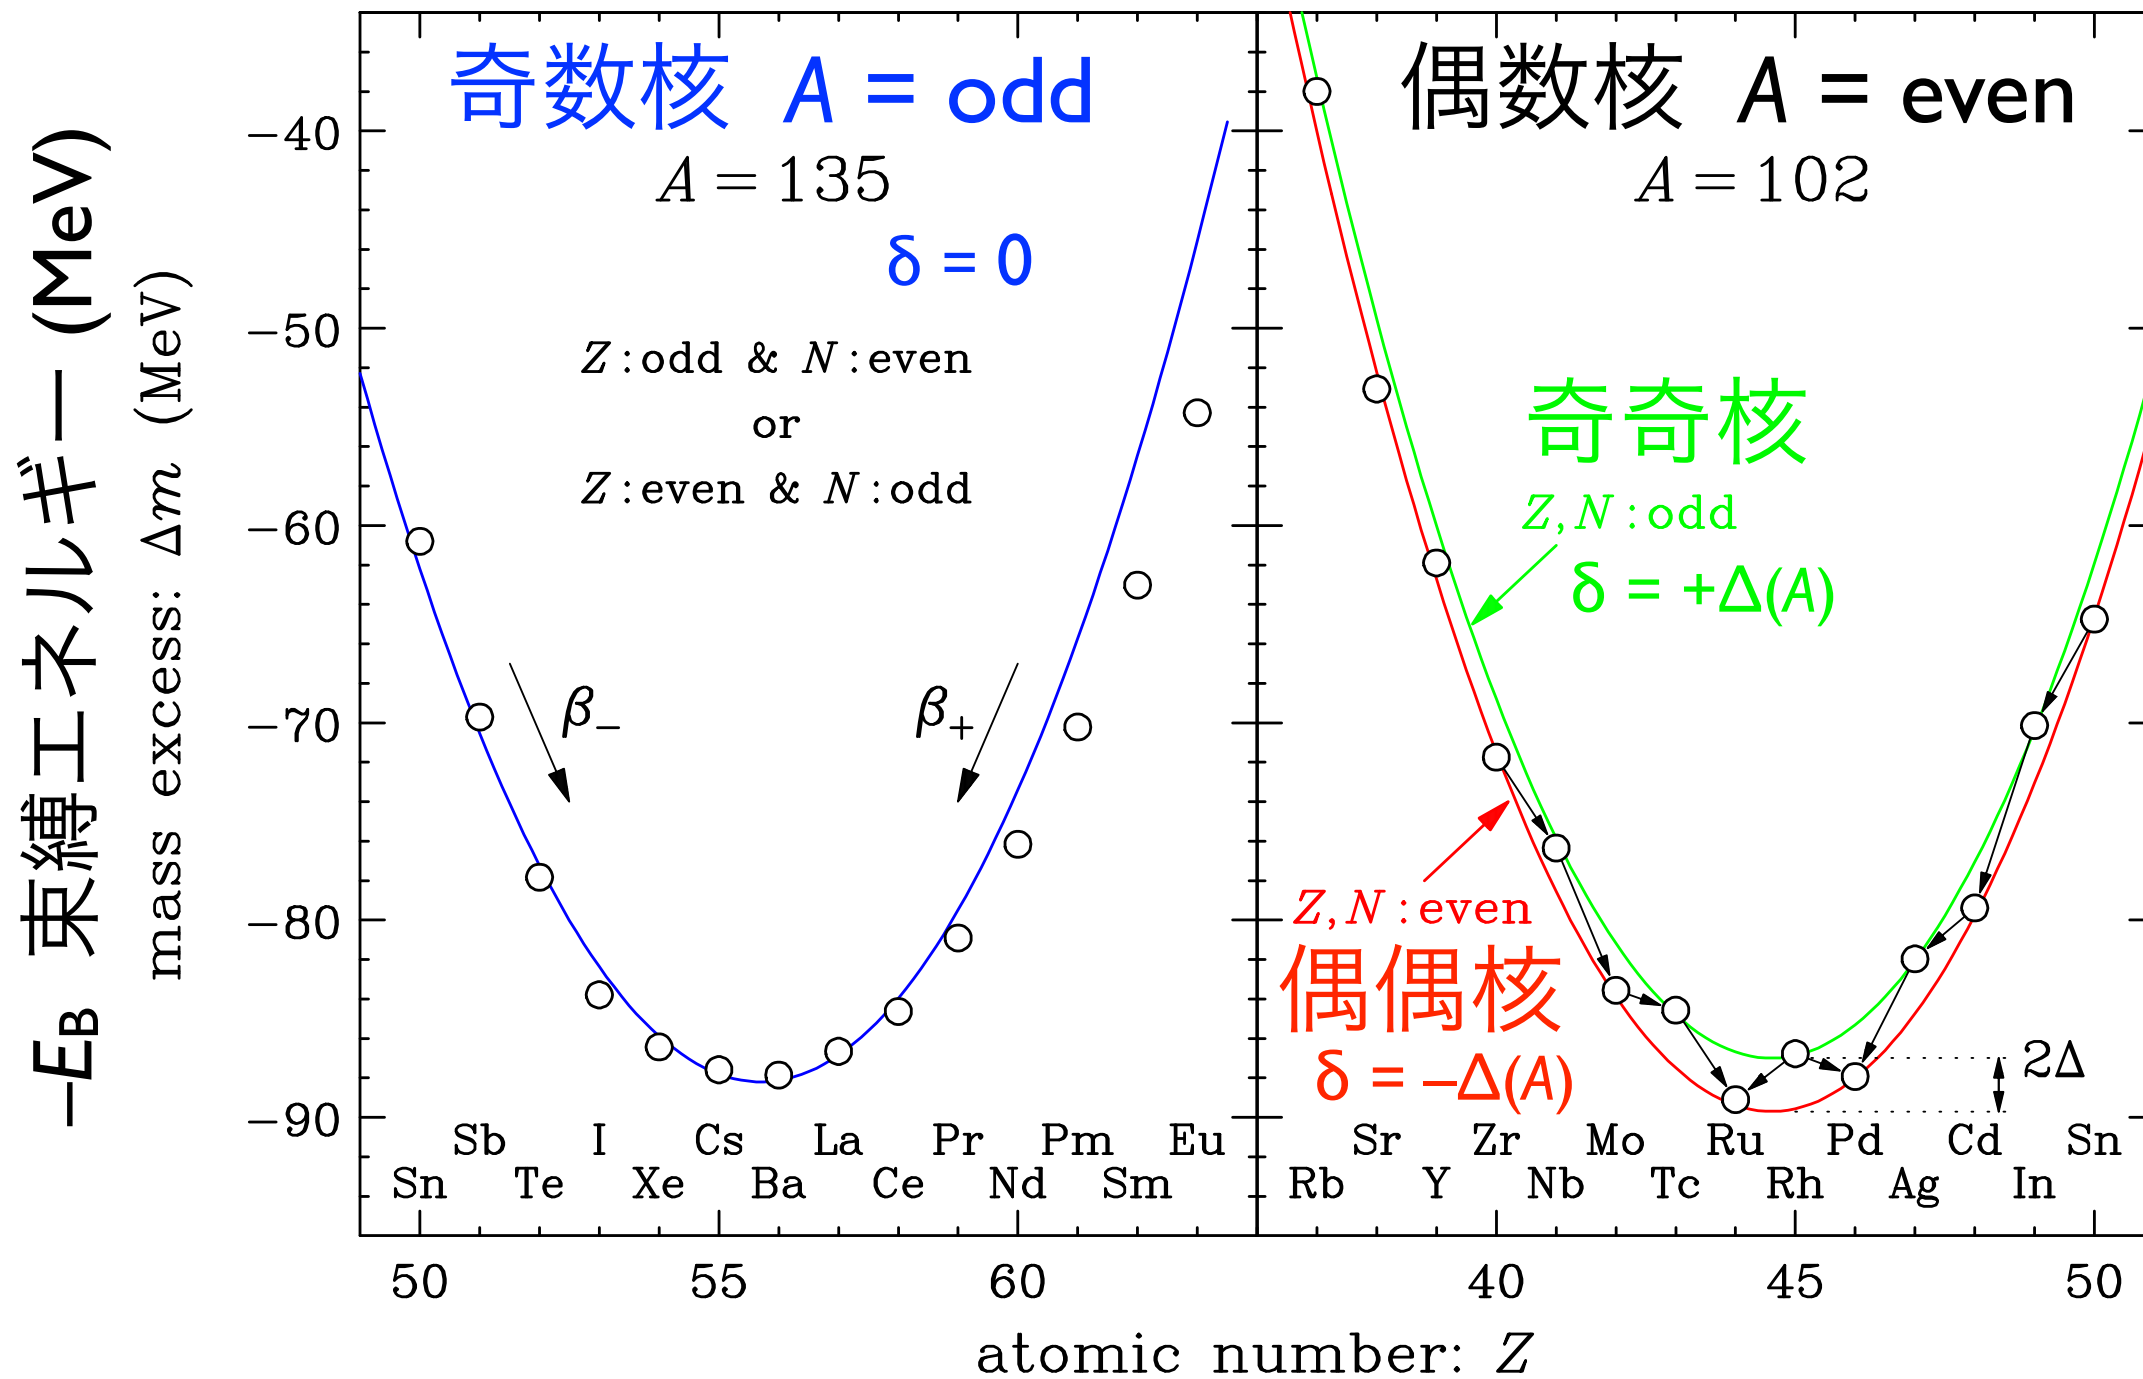 −EB 束縛エネルギー (MeV)
mass excess: Δm (MeV)
−40
−50
−60
−70
−80
−90
奇数核 A = odd
A = 135
δ = 0
Z : odd & N : even
or
Z : even & N : odd
β−
β+
Sb I Cs La Pr Pm Eu
Sn Te Xe Ba Ce Nd Sm
50 55 60
偶数核 A = even
A = 102
奇奇核
Z, N : odd
δ = +Δ(A)
Z, N : even
偶偶核
δ = −Δ(A)
2Δ
Sr Zr Mo Ru Pd Cd Sn
Rb Y Nb Tc Rh Ag In
40 45 50
atomic number: Z